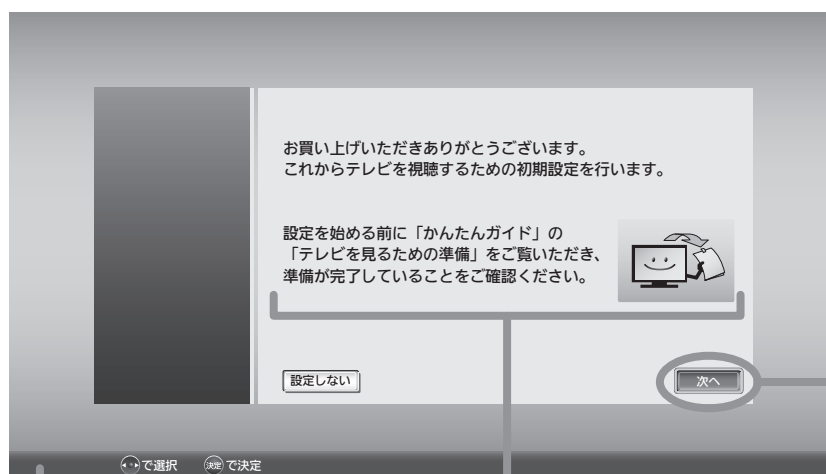 お買い上げいただきありがとうございます。
これからテレビを視聴するための初期設定を行います。
設定を始める前に「かんたんガイド」の
「テレビを見るための準備」をご覧いただき、
準備が完了していることをご確認ください。
設定しない
次へ
で選択 決定 で決定